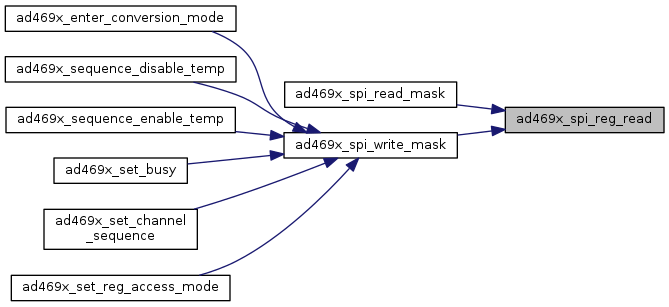 ad469x_enter_conversion_mode
ad469x_sequence_disable_temp
ad469x_spi_read_mask
ad469x_sequence_enable_temp
ad469x_spi_reg_read
ad469x_spi_write_mask
ad469x_set_busy
ad469x_set_channel
_sequence
ad469x_set_reg_access_mode